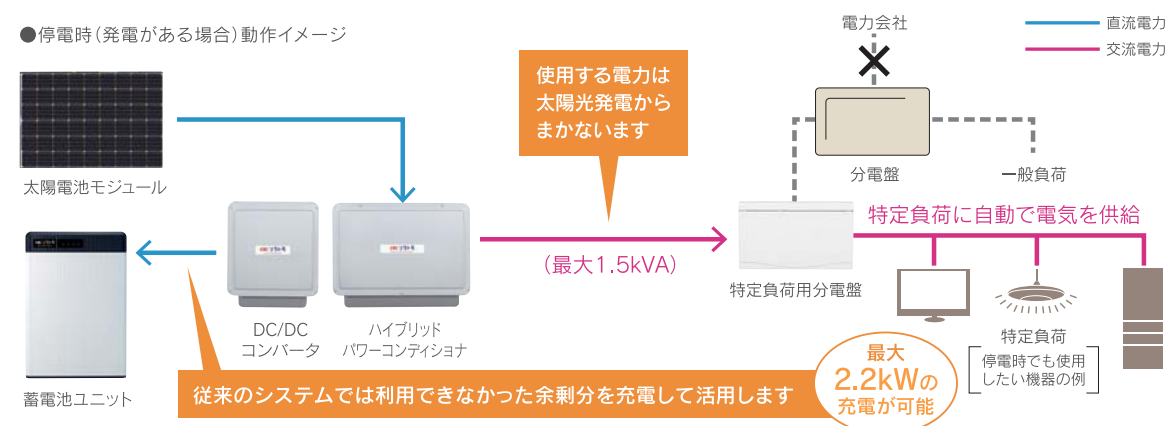 ●停電時(発電がある場合)動作イメージ
電力会社
直流電力
交流電力
使用する電力は
太陽光発電から
まかないます
太陽電池モジュール
分電盤
一般負荷
特定負荷に自動で電気を供給
(最大1.5kVA)
特定負荷用分電盤
DC/DC
コンバータ
ハイブリッド
パワーコンディショナ
特定負荷
停電時でも使用
したい機器の例
蓄電池ユニット
従来のシステムでは利用できなかった余剰分を充電して活用します
最大
2.2kWの
充電が可能